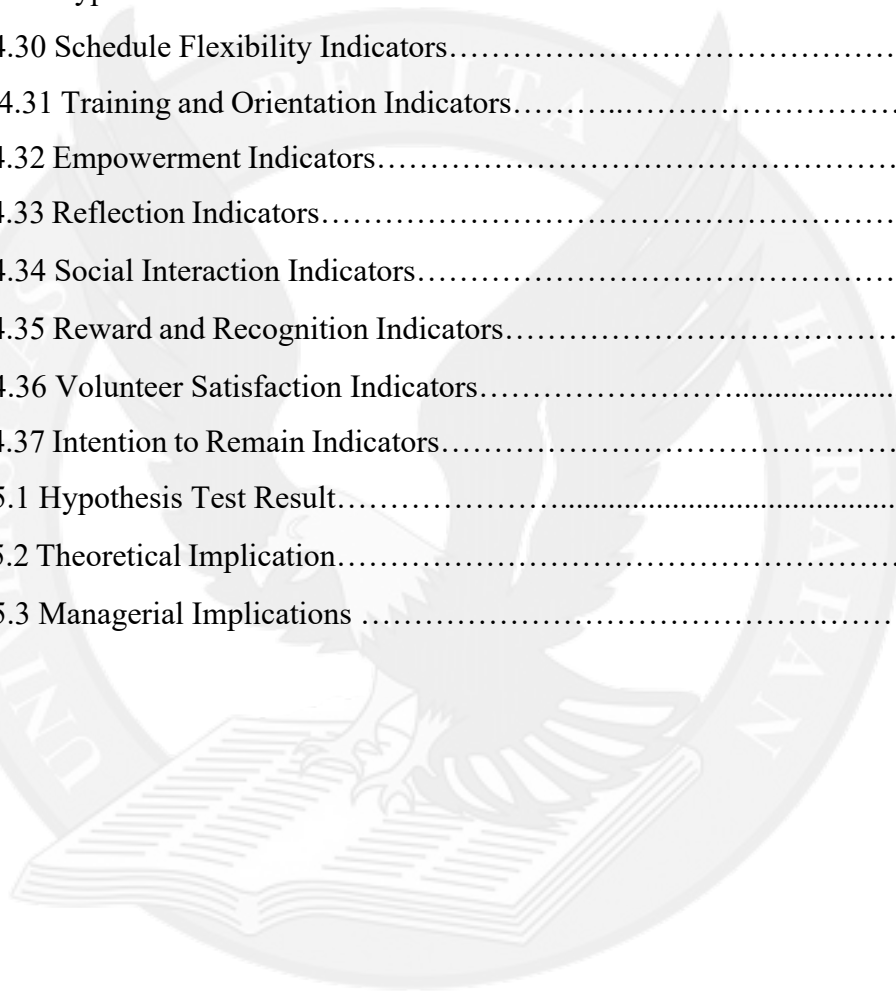 4.30 Schedule Flexibility Indicators……………………………………
4.31 Training and Orientation Indicators………...……………………
4.32 Empowerment Indicators……………………………………………
4.33 Reflection Indicators…………………………………………………
4.34 Social Interaction Indicators…………………………………………
4.35 Reward and Recognition Indicators…………………………………
4.36 Volunteer Satisfaction Indicators……………………....................
4.37 Intention to Remain Indicators………………………………………
5.1 Hypothesis Test Result…………………...........................................
5.2 Theoretical Implication…………………………………………………
5.3 Managerial Implications ………………………………………………
PELITA
HARAPAN